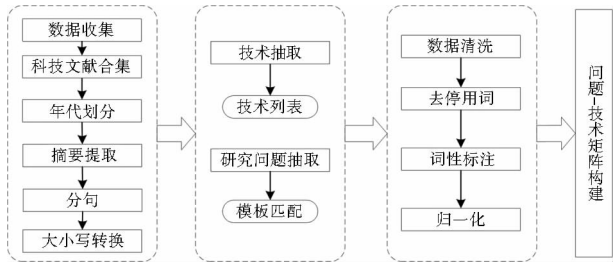 数据收集
科技文献合集
年代划分
摘要提取
分句
大小写转换
技术抽取
技术列表
研究问题抽取
模板匹配
数据清洗
去停用词
词性标注
归一化
问题-技术矩阵构建